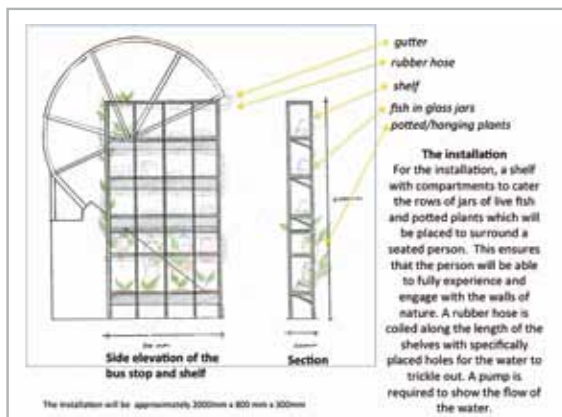 gutter
rubber hose
shelf
fish in glass jars
potted/hanging plants
The installation
For the installation, a shelf
with compartments to cater
the rows of jars of live fish
and potted plants which will
be placed to surround a
seated person. This ensures
that the person will be able
to fully experience and
engage with the walls of
nature. A rubber hose is
coiled along the length of the
shelves with specifically
placed holes for the water to
trickle out. A pump is
required to show the flow of
the water.
Side elevation of the
bus stop and shelf
Section
The installation will be approximately 2000mm x 800 mm x 300mm